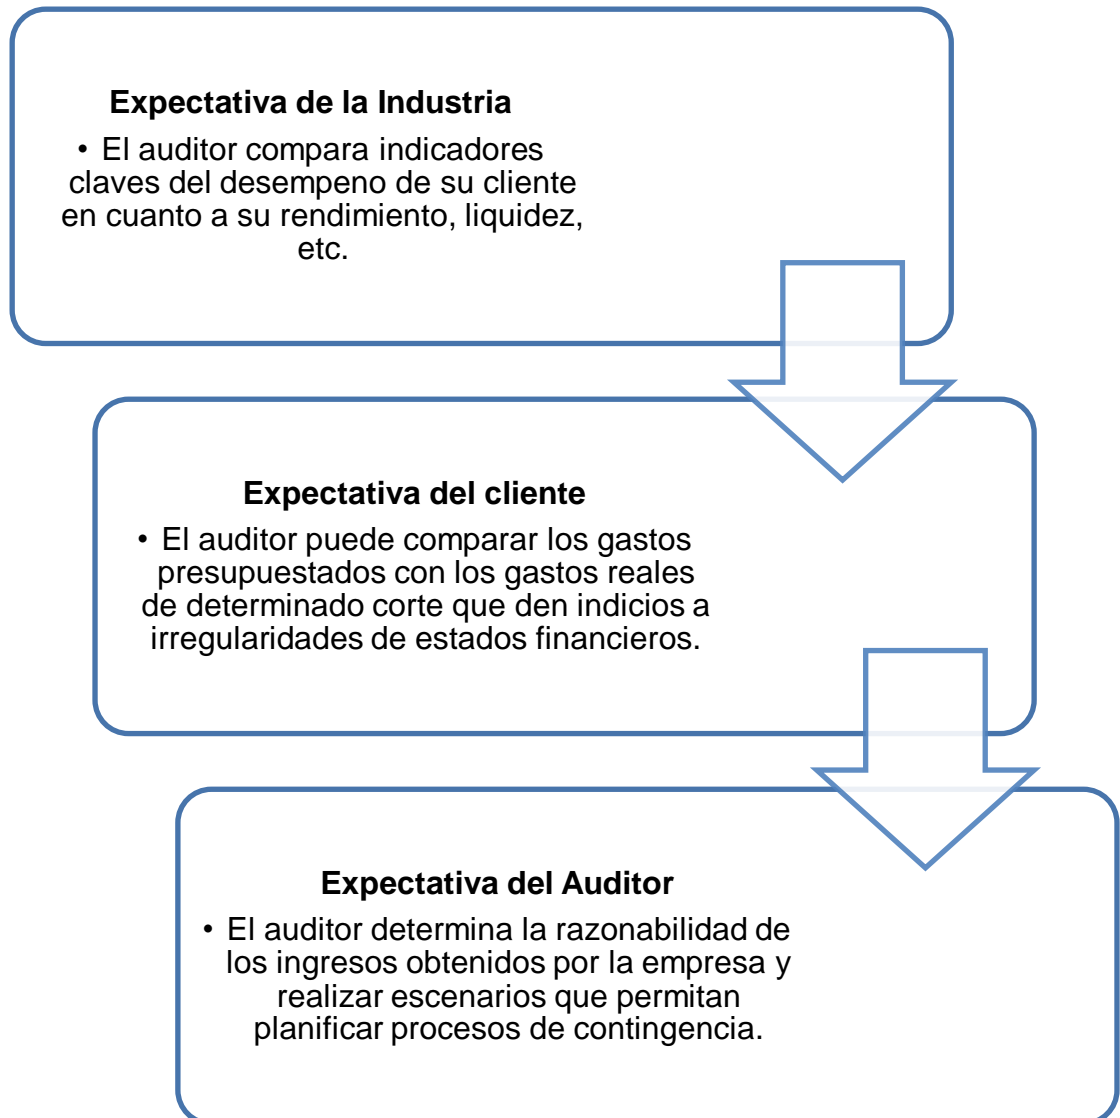 Expectativa de la Industria
• El auditor compara indicadores
claves del desempeno de su cliente
en cuanto a su rendimiento, liquidez,
etc.
Expectativa del cliente
• El auditor puede comparar los gastos
presupuestados con los gastos reales
de determinado corte que den indicios a
irregularidades de estados financieros.
Expectativa del Auditor
• El auditor determina la razonabilidad de
los ingresos obtenidos por la empresa y
realizar escenarios que permitan
planificar procesos de contingencia.